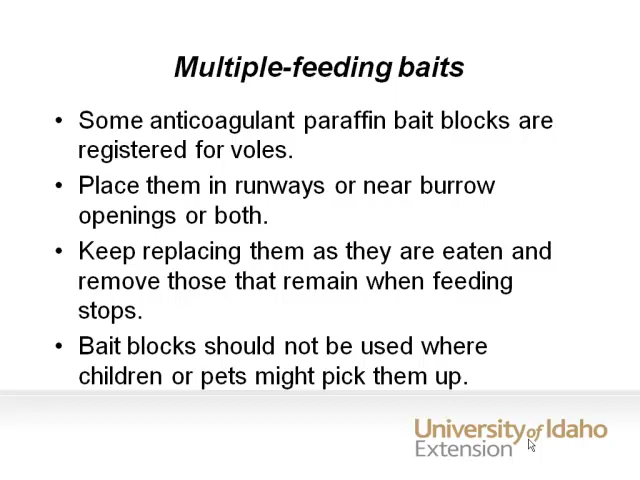 Multiple-feeding baits
• Some anticoagulant paraffin bait blocks are
registered for voles.
• Place them in runways or near burrow
openings or both.
• Keep replacing them as they are eaten and
remove those that remain when feeding
stops.
• Bait blocks should not be used where
children or pets might pick them up.
University of Idaho
Extension